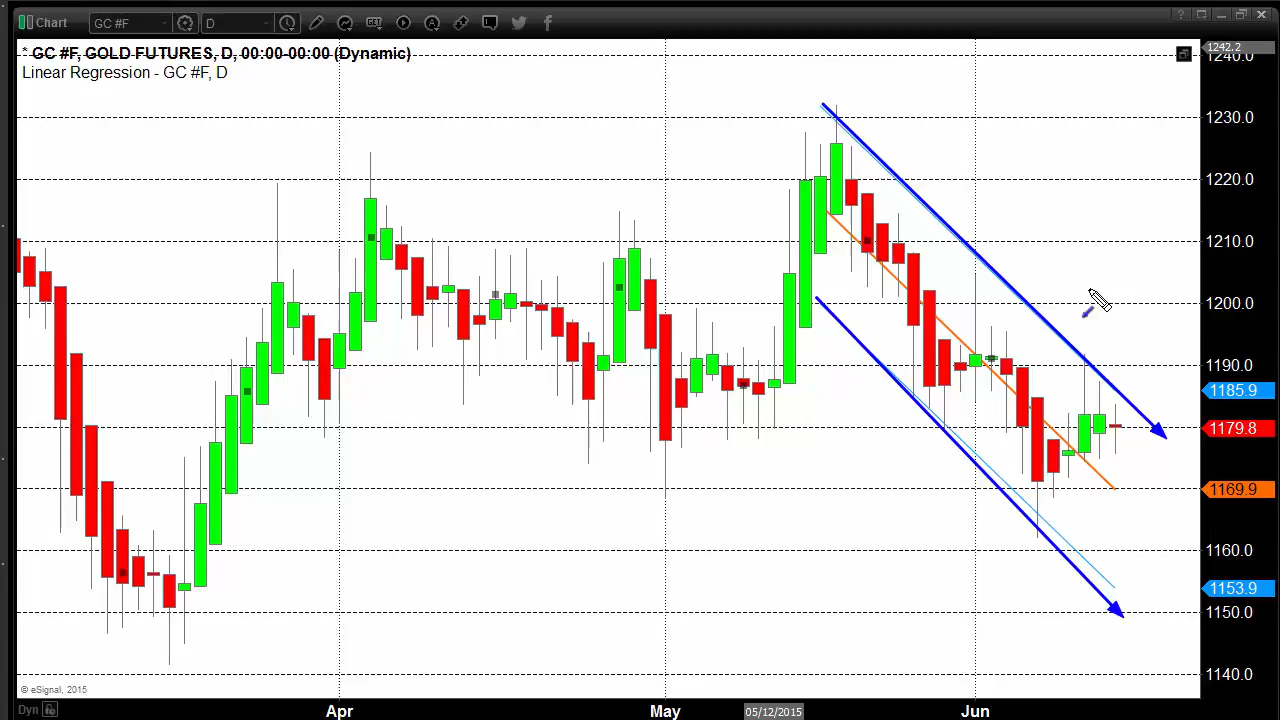 Chart GC #F D GET A
* GC #F, GOLD FUTURES, D, 00:00-00:00 (Dynamic)
Linear Regression - GC #F, D
1242.2
1240.0
1230.0
1220.0
1210.0
1200.0
1190.0
1185.9
1179.8
1169.9
1160.0
1153.9
1150.0
1140.0
© eSignal, 2015
Dyn Apr May 05/12/2015 Jun